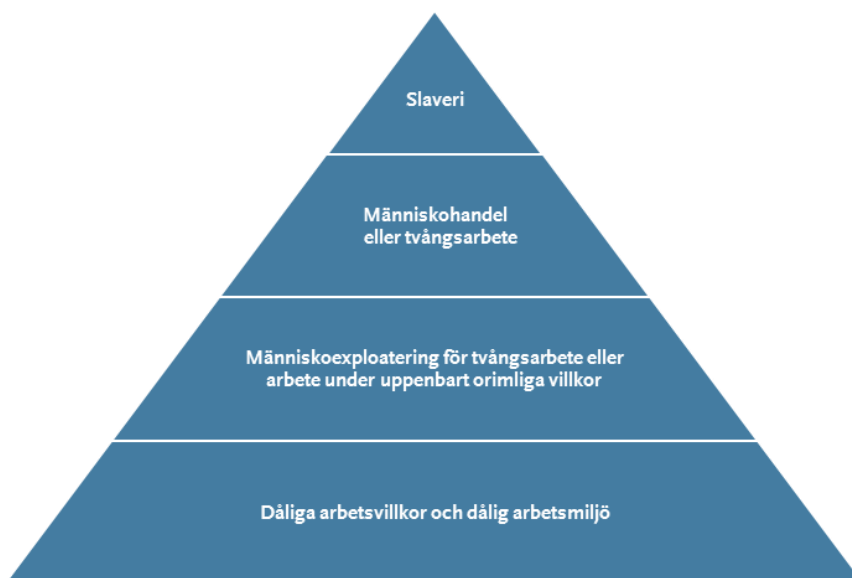 Slaveri
Människohandel
eller tvångsarbete
Människoexploatering för tvångsarbete eller
arbete under uppenbart orimliga villkor
Dåliga arbetsvillkor och dålig arbetsmiljö